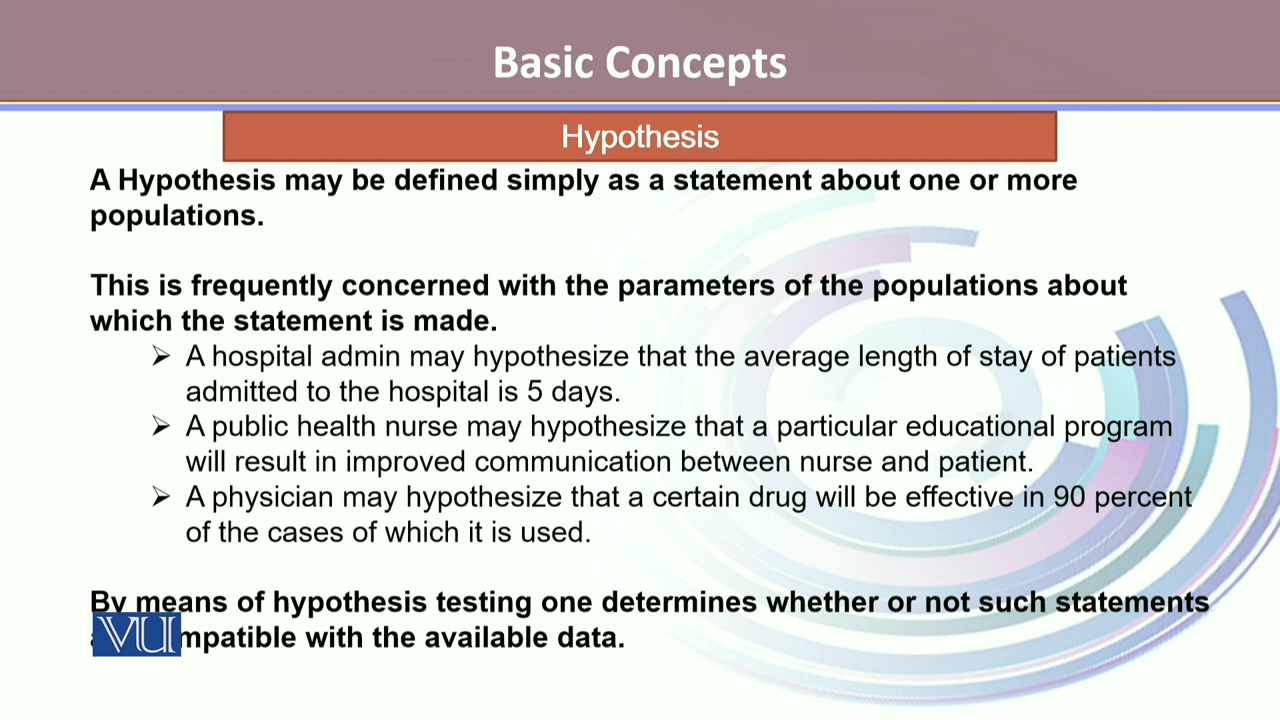 Basic Concepts
Hypothesis
A Hypothesis may be defined simply as a statement about one or more
populations.
This is frequently concerned with the parameters of the populations about
which the statement is made.
➢ A hospital admin may hypothesize that the average length of stay of patients
admitted to the hospital is 5 days.
➢ A public health nurse may hypothesize that a particular educational program
will result in improved communication between nurse and patient.
➢ A physician may hypothesize that a certain drug will be effective in 90 percent
of the cases of which it is used.
By means of hypothesis testing one determines whether or not such statements
mpatible with the available data.
VU